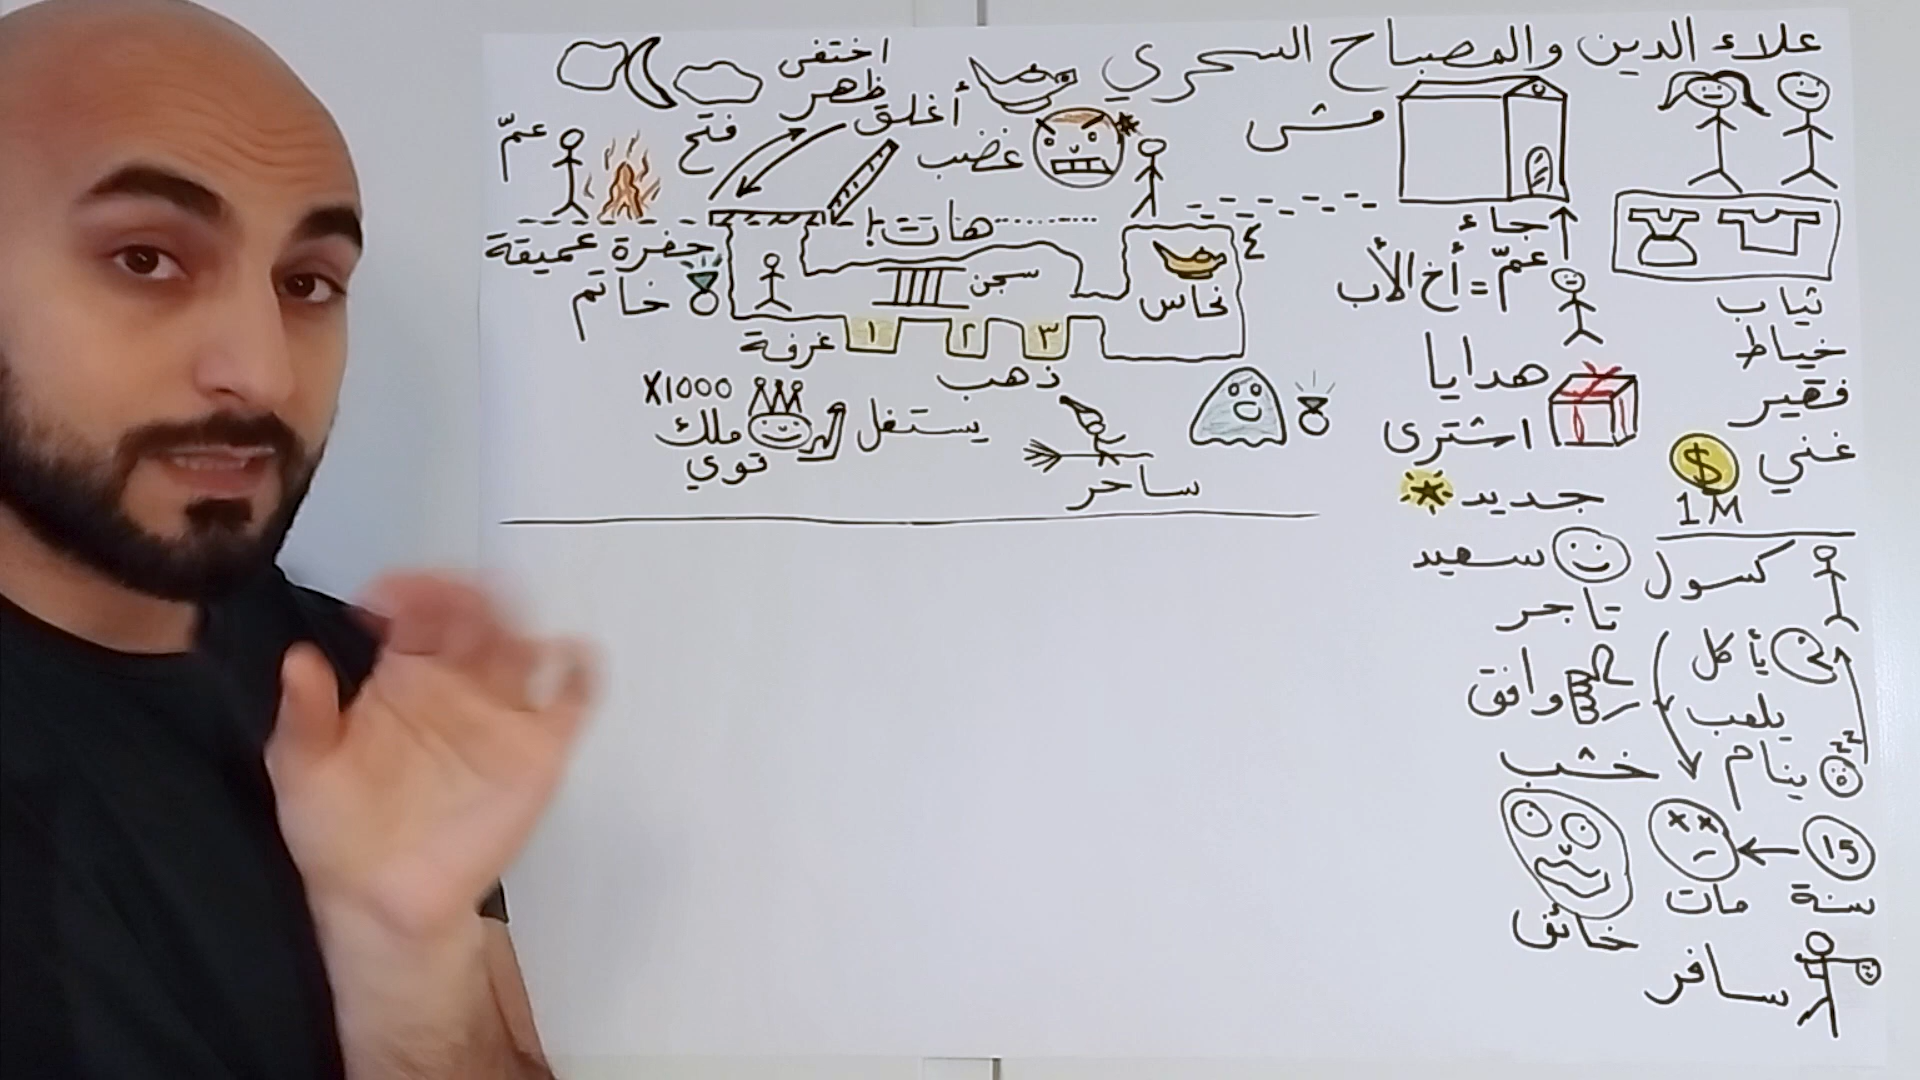 علاء الدين والمصباح السحري
ثياب
خياط
فقير
غني
$
1M
كسول
يأكل
يلعب
ينام
zzz
15
سنة
مات
سافر
مش
جاء
عمّ = أخ الأب
هدايا
اشترى
جديد
سعيد
تاجر
وافق
خشب
خائف
اختفى
ظهر
أغلق
فتح
غضب
عمّ
هات!
حفرة عميقة
خاتم
سجن
٤
نحاس
١
٢
٣
غرفة
ذهب
X1000
ملك
قوي
يستغل
ساحر